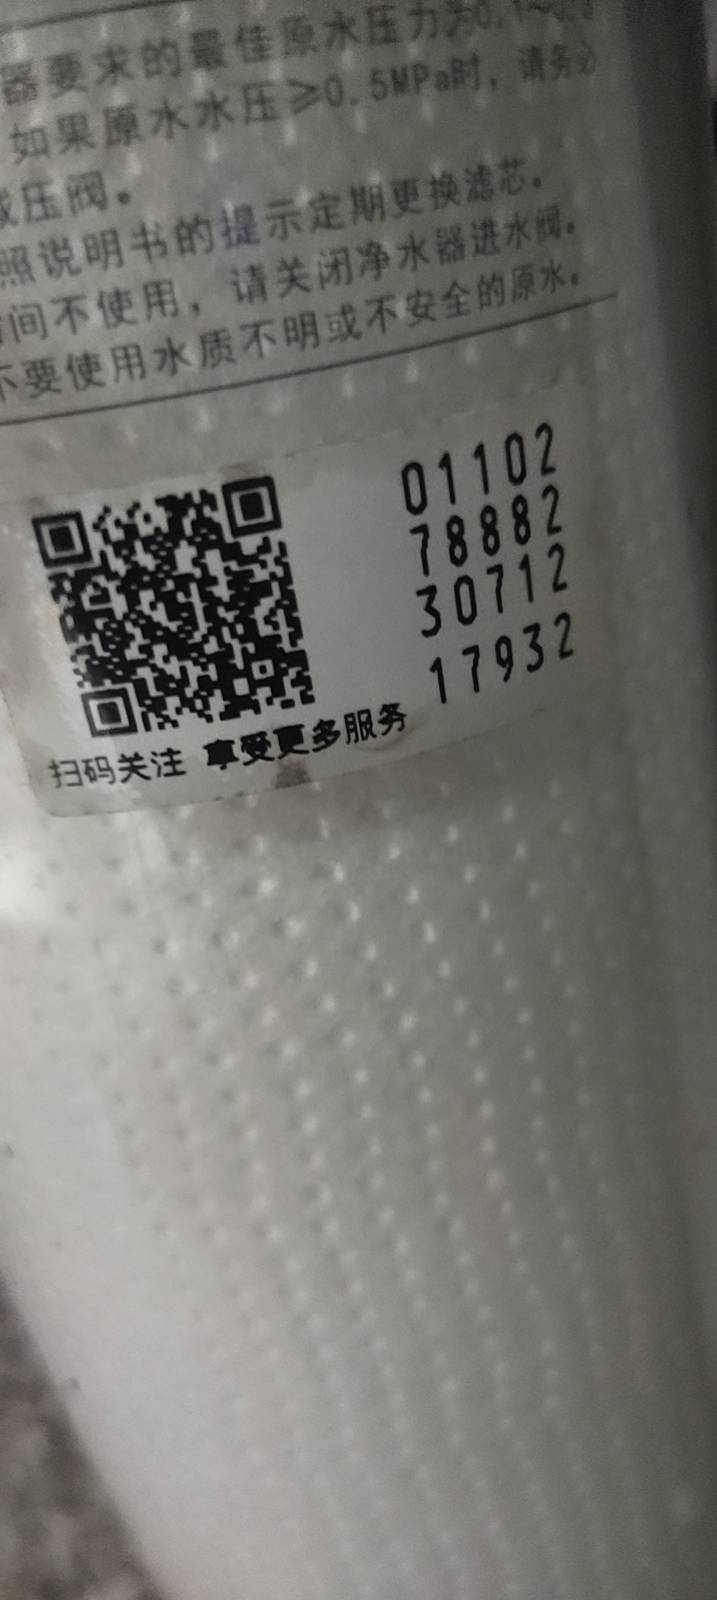 器要求的最佳原水压力为0.1~
如果原水水压≥0.5MPa时，请务必
减压阀。
照说明书的提示定期更换滤芯。
时间不使用，请关闭净水器进水阀。
不要使用水质不明或不安全的原水。
01102
78882
30712
17932
扫码关注 享受更多服务